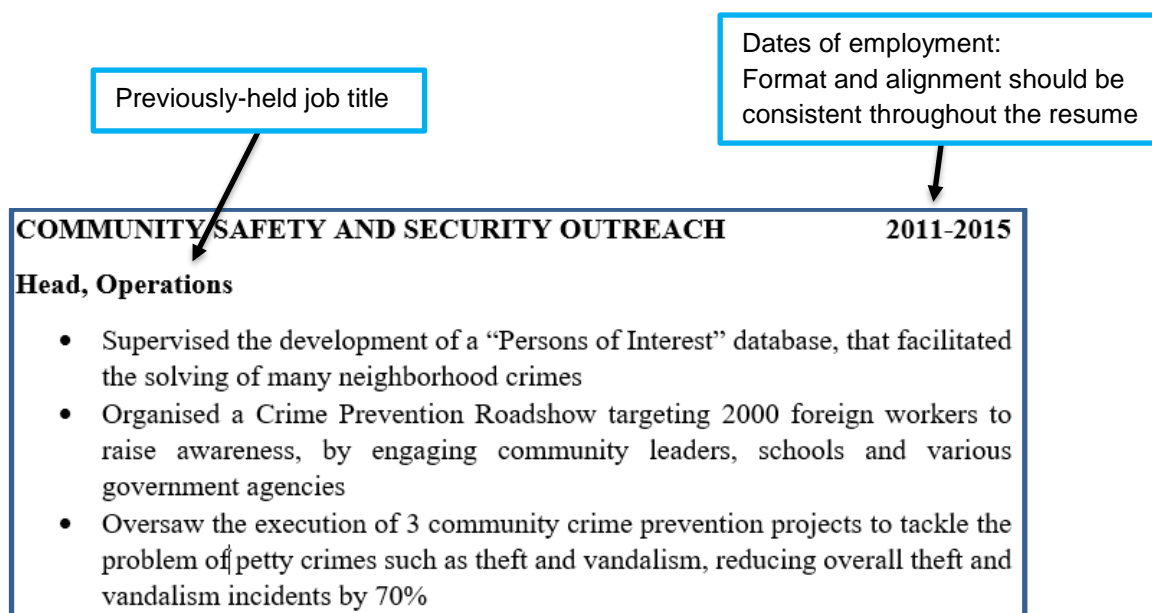 Dates of employment:
Format and alignment should be
consistent throughout the resume
Previously-held job title
COMMUNITY SAFETY AND SECURITY OUTREACH 2011-2015
Head, Operations
• Supervised the development of a “Persons of Interest” database, that facilitated
the solving of many neighborhood crimes
• Organised a Crime Prevention Roadshow targeting 2000 foreign workers to
raise awareness, by engaging community leaders, schools and various
government agencies
• Oversaw the execution of 3 community crime prevention projects to tackle the
problem of petty crimes such as theft and vandalism, reducing overall theft and
vandalism incidents by 70%